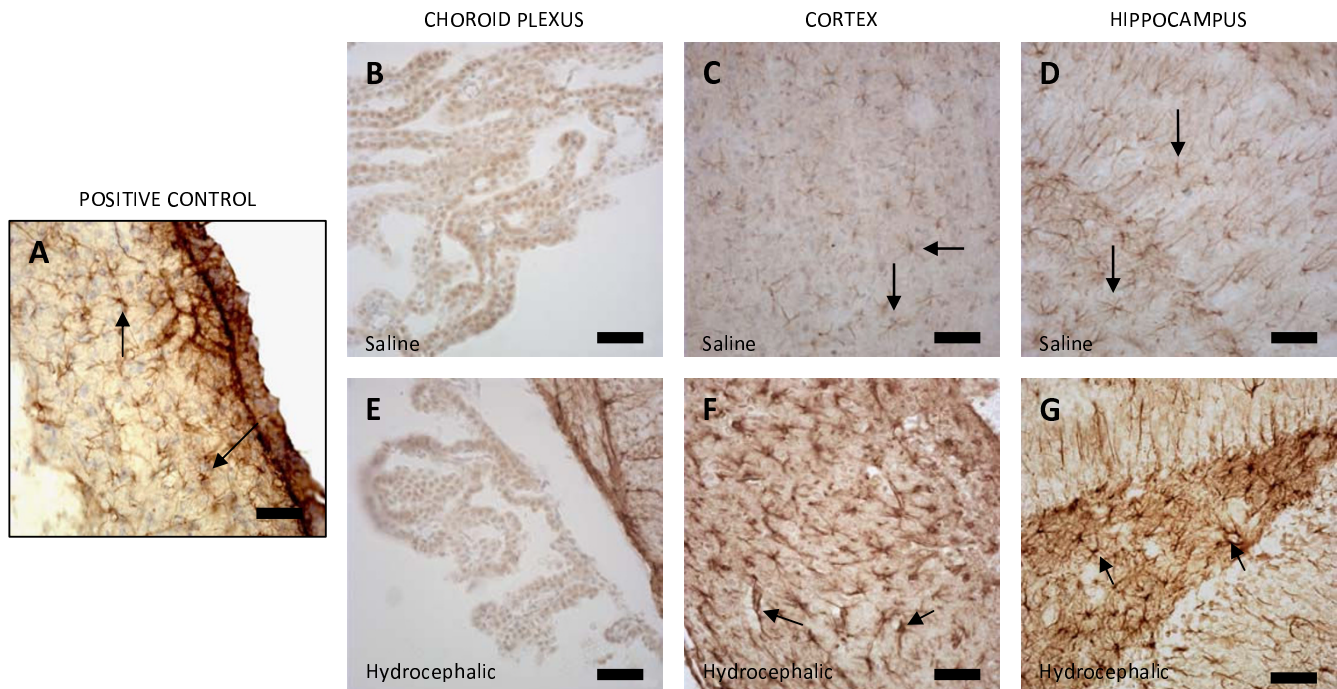 CHOROID PLEXUS CORTEX HIPPOCAMPUS
B C D
Saline Saline Saline
POSITIVE CONTROL
A
E F G
Hydrocephalic Hydrocephalic Hydrocephalic